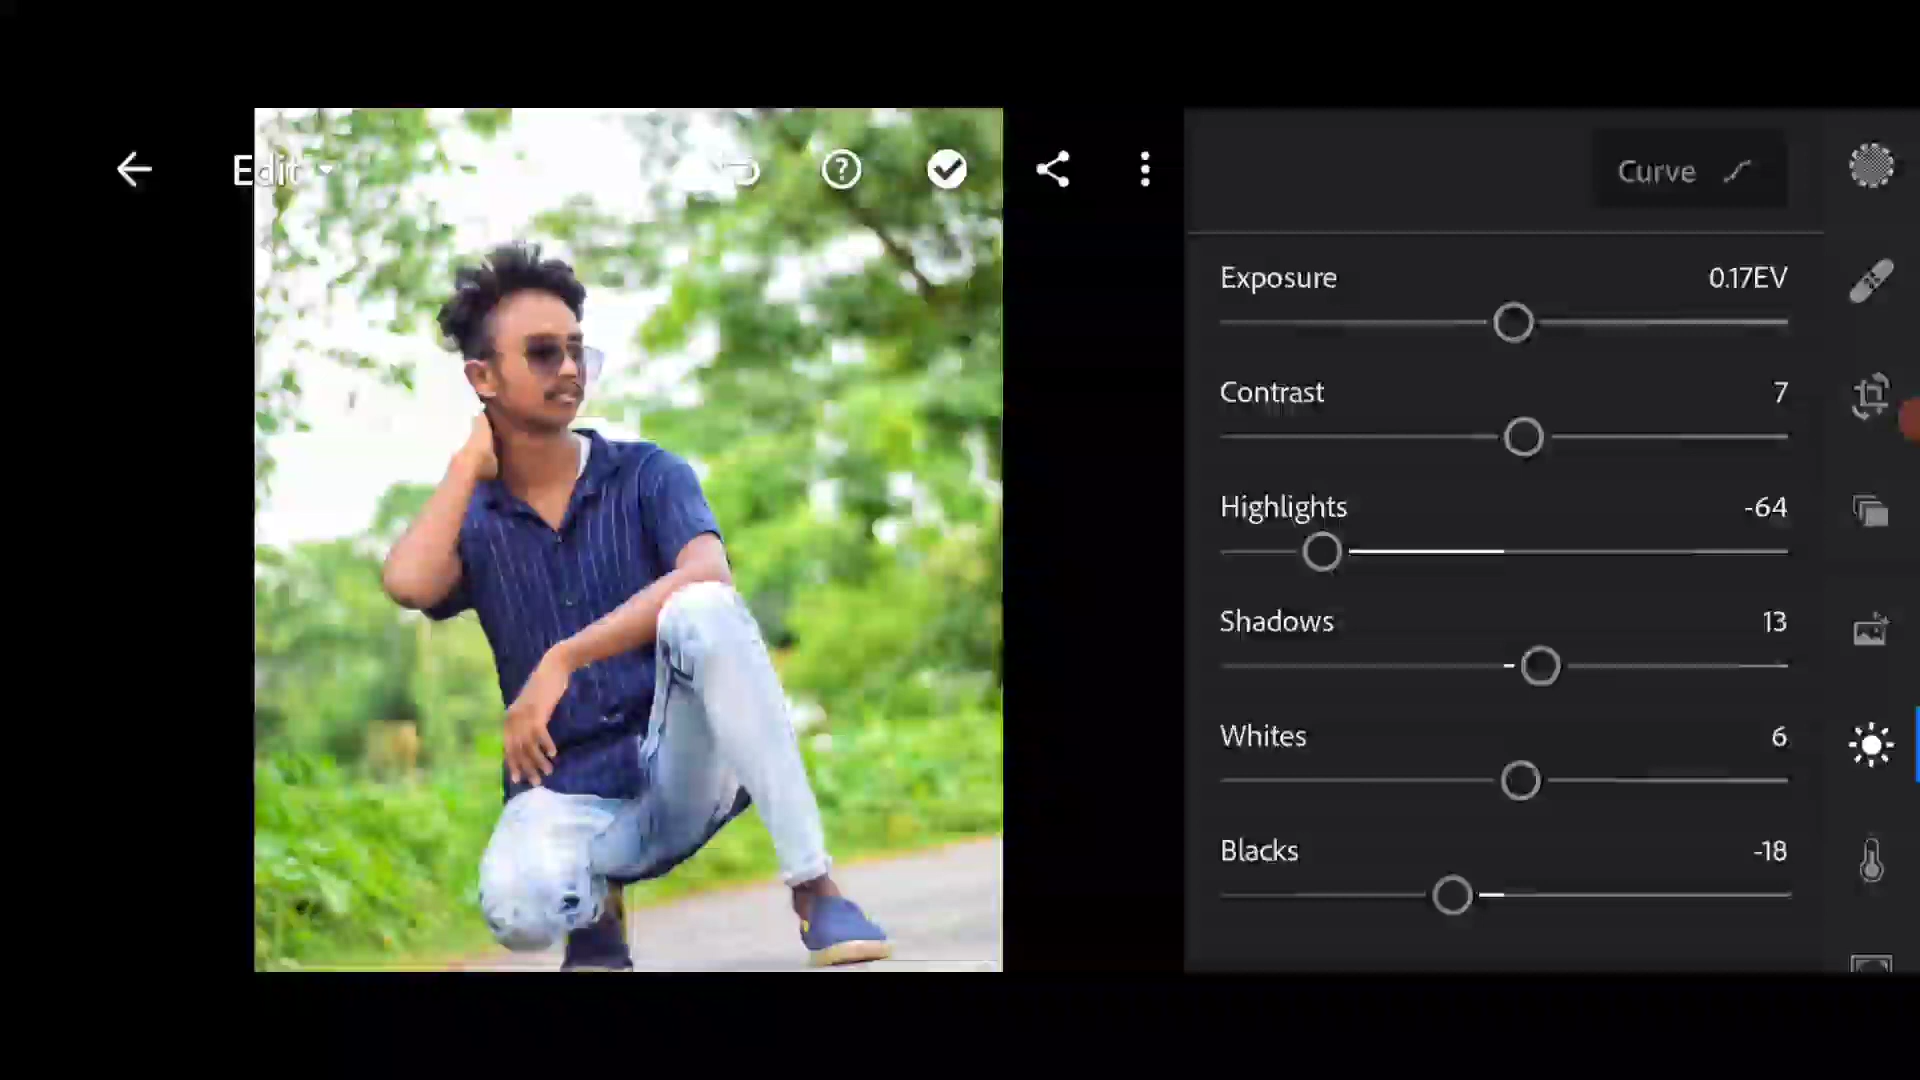 Edit
Curve
Exposure 0.17EV
Contrast 7
Highlights -64
Shadows 13
Whites 6
Blacks -18